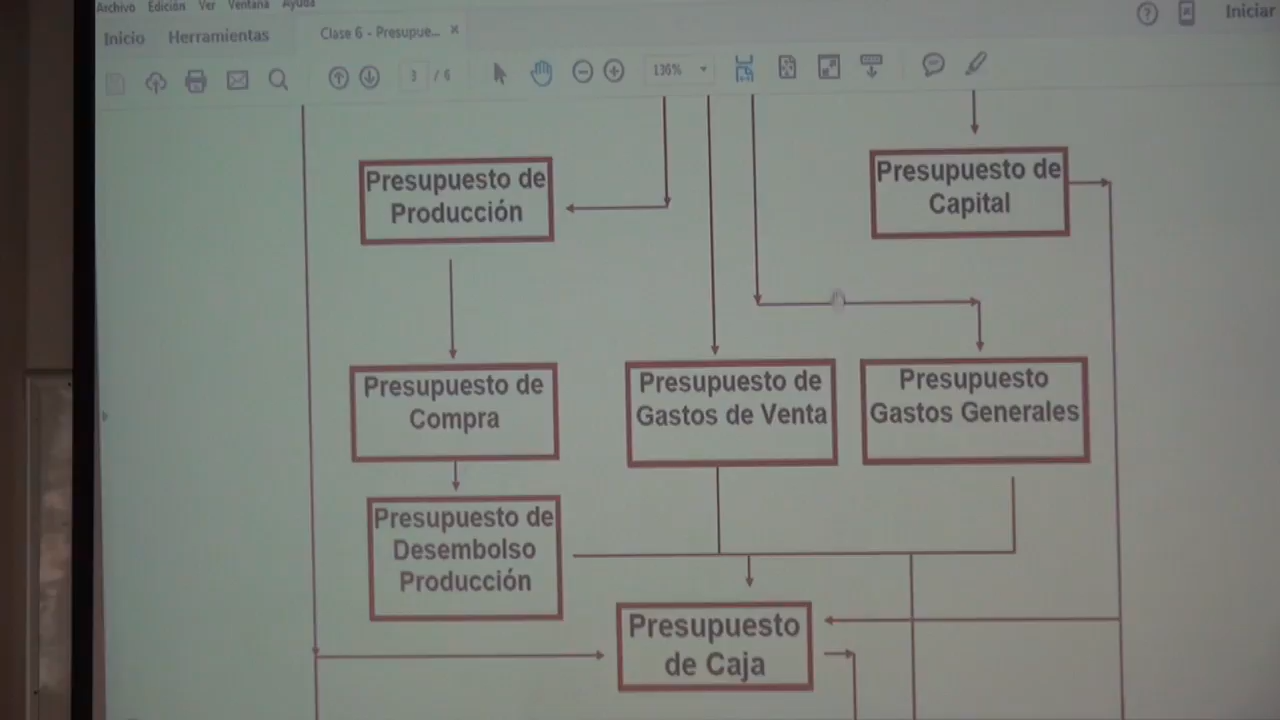 Archivo Edición Ver Ventana Ayuda
Iniciar
Inicio Herramientas Clase 6 - Presupue... ×
3 / 6 136%
Presupuesto de
Producción
Presupuesto de
Capital
Presupuesto de
Compra
Presupuesto de
Gastos de Venta
Presupuesto
Gastos Generales
Presupuesto de
Desembolso
Producción
Presupuesto
de Caja